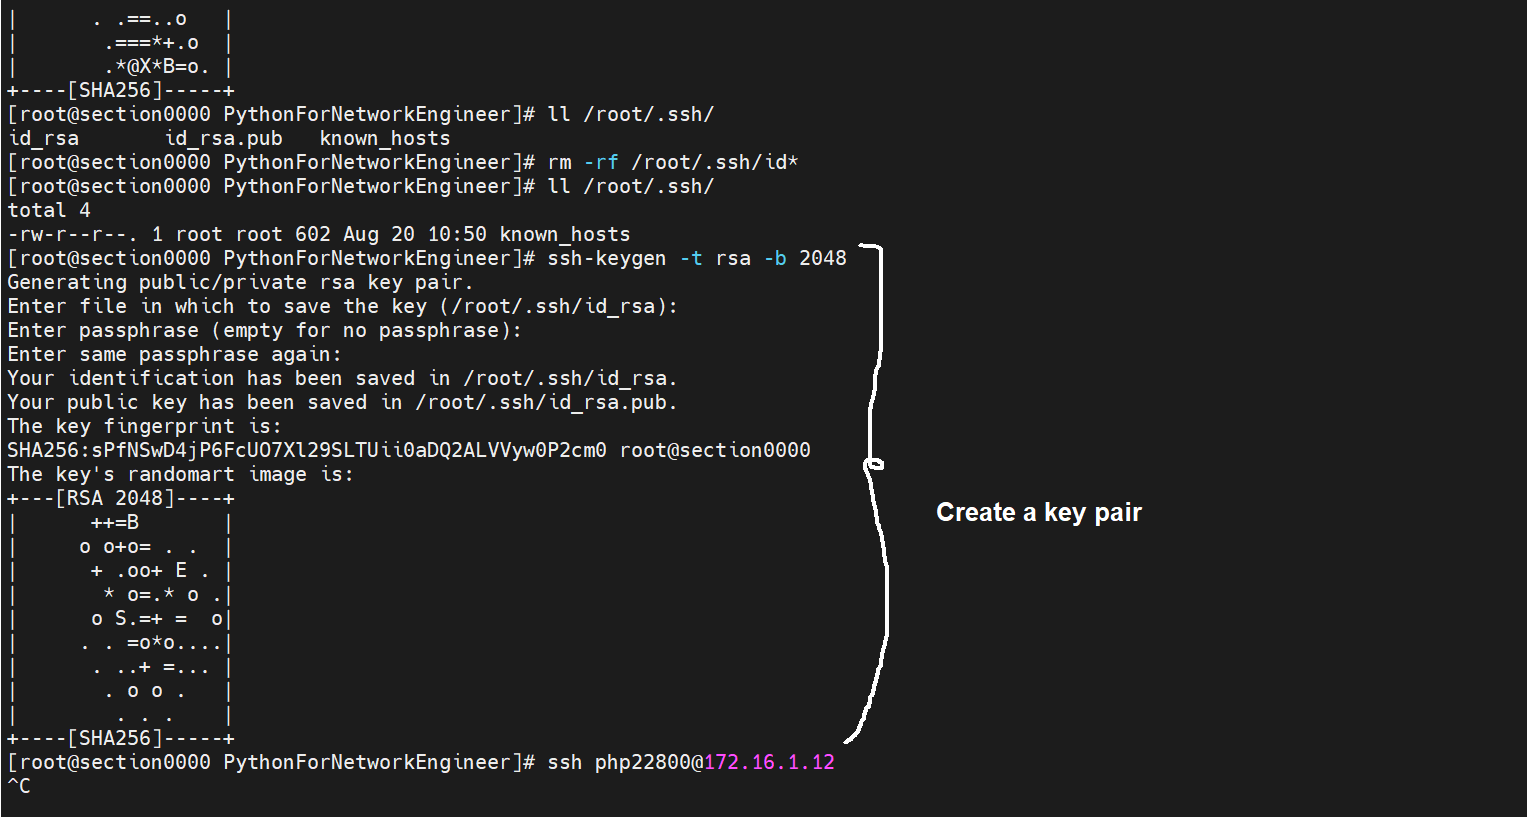 |      . .==..o   |
|       .===*+.o  |
|       .*@X*B=o. |
+----[SHA256]-----+
[root@section0000 PythonForNetworkEngineer]# ll /root/.ssh/
id_rsa       id_rsa.pub   known_hosts
[root@section0000 PythonForNetworkEngineer]# rm -rf /root/.ssh/id*
[root@section0000 PythonForNetworkEngineer]# ll /root/.ssh/
total 4
-rw-r--r--. 1 root root 602 Aug 20 10:50 known_hosts
[root@section0000 PythonForNetworkEngineer]# ssh-keygen -t rsa -b 2048
Generating public/private rsa key pair.
Enter file in which to save the key (/root/.ssh/id_rsa):
Enter passphrase (empty for no passphrase):
Enter same passphrase again:
Your identification has been saved in /root/.ssh/id_rsa.
Your public key has been saved in /root/.ssh/id_rsa.pub.
The key fingerprint is:
SHA256:sPfNSwD4jP6FcUO7Xl29SLTUii0aDQ2ALVVyw0P2cm0 root@section0000
The key's randomart image is:
+---[RSA 2048]----+
|      ++=B       |
|     o o+o= . .  |
|      + .oo+ E . |
|       * o=.* o .|
|      o S.=+ =  o|
|     . . =o*o....|
|      . ..+ =... |
|       . o o .   |
|        . . .    |
+----[SHA256]-----+
Create a key pair
[root@section0000 PythonForNetworkEngineer]# ssh php22800@172.16.1.12
^C